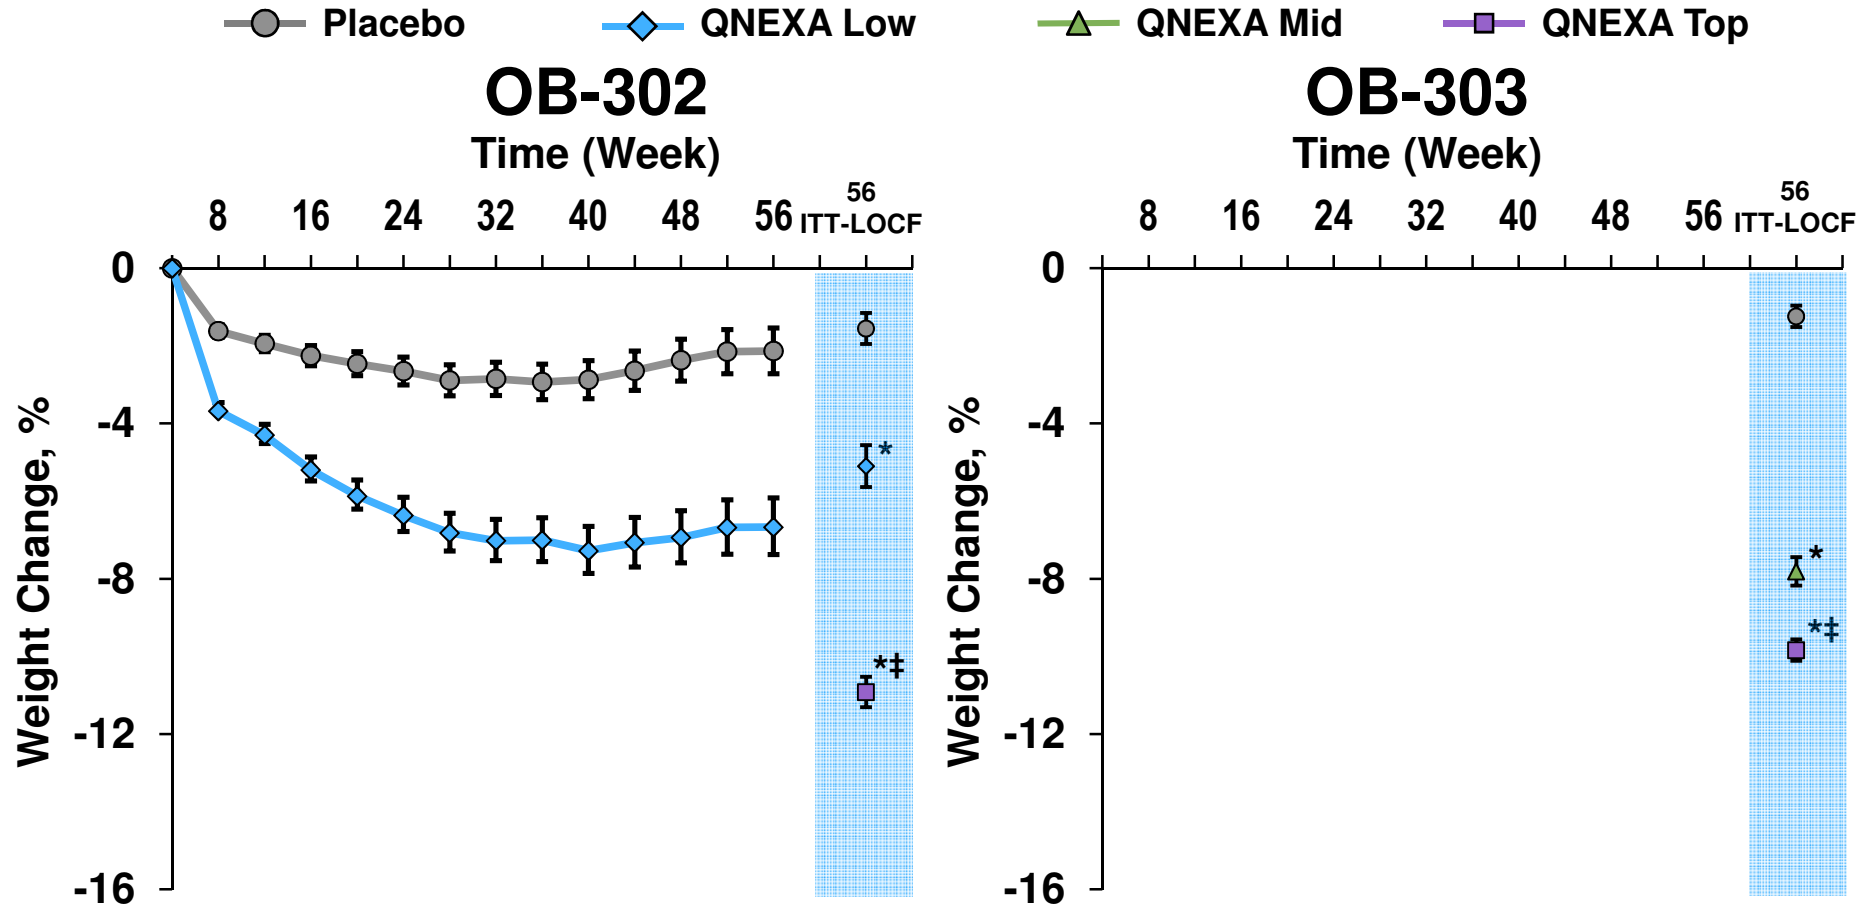 Placebo QNEXA Low QNEXA Mid QNEXA Top
OB-302
Time (Week)
8 16 24 32 40 48 56 56
ITT-LOCF
0
-4
-8
-12
-16
Weight Change, %
*
*‡
OB-303
Time (Week)
8 16 24 32 40 48 56 56
ITT-LOCF
0
-4
-8
-12
-16
Weight Change, %
*
*‡